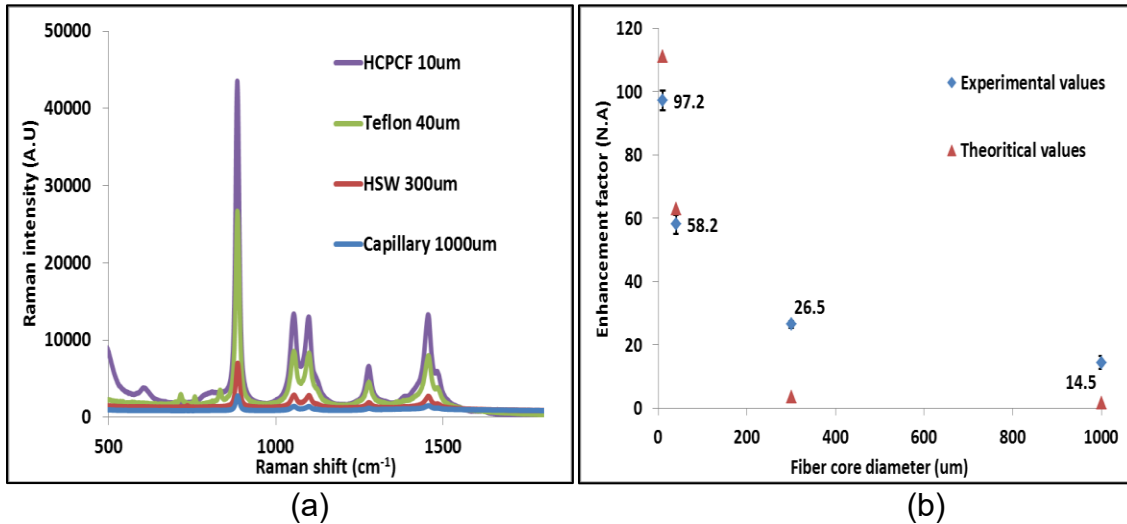 50000
40000
30000
20000
10000
0
Raman intensity (A.U)
HCPCF 10um
Teflon 40um
HSW 300um
Capillary 1000um
500
1000
1500
Raman shift (cm-1)
(a)
120
100
80
60
40
20
0
Enhancement factor (N.A)
97.2
58.2
26.5
14.5
Experimental values
Theoritical values
0
200
400
600
800
1000
Fiber core diameter (um)
(b)